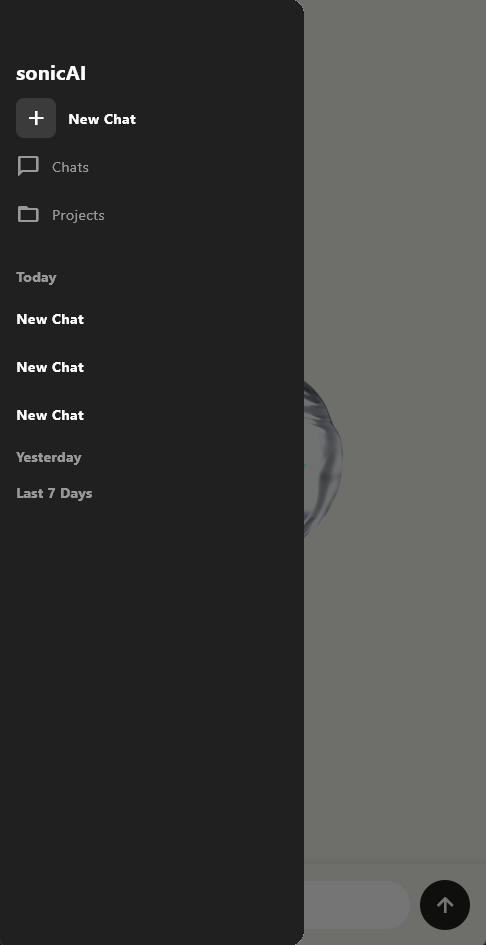 sonicAI
New Chat
Chats
Projects
Today
New Chat
New Chat
New Chat
Yesterday
Last 7 Days